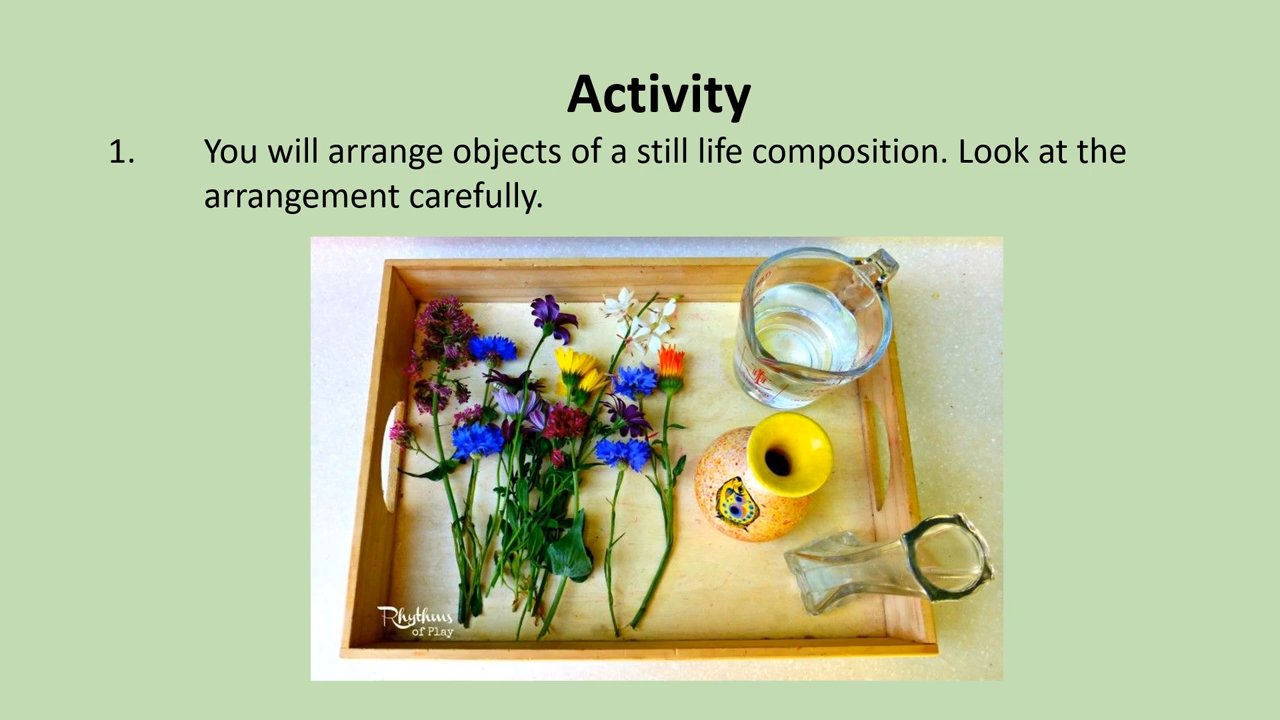 Activity
1. You will arrange objects of a still life composition. Look at the
arrangement carefully.
Rhythms
of Play